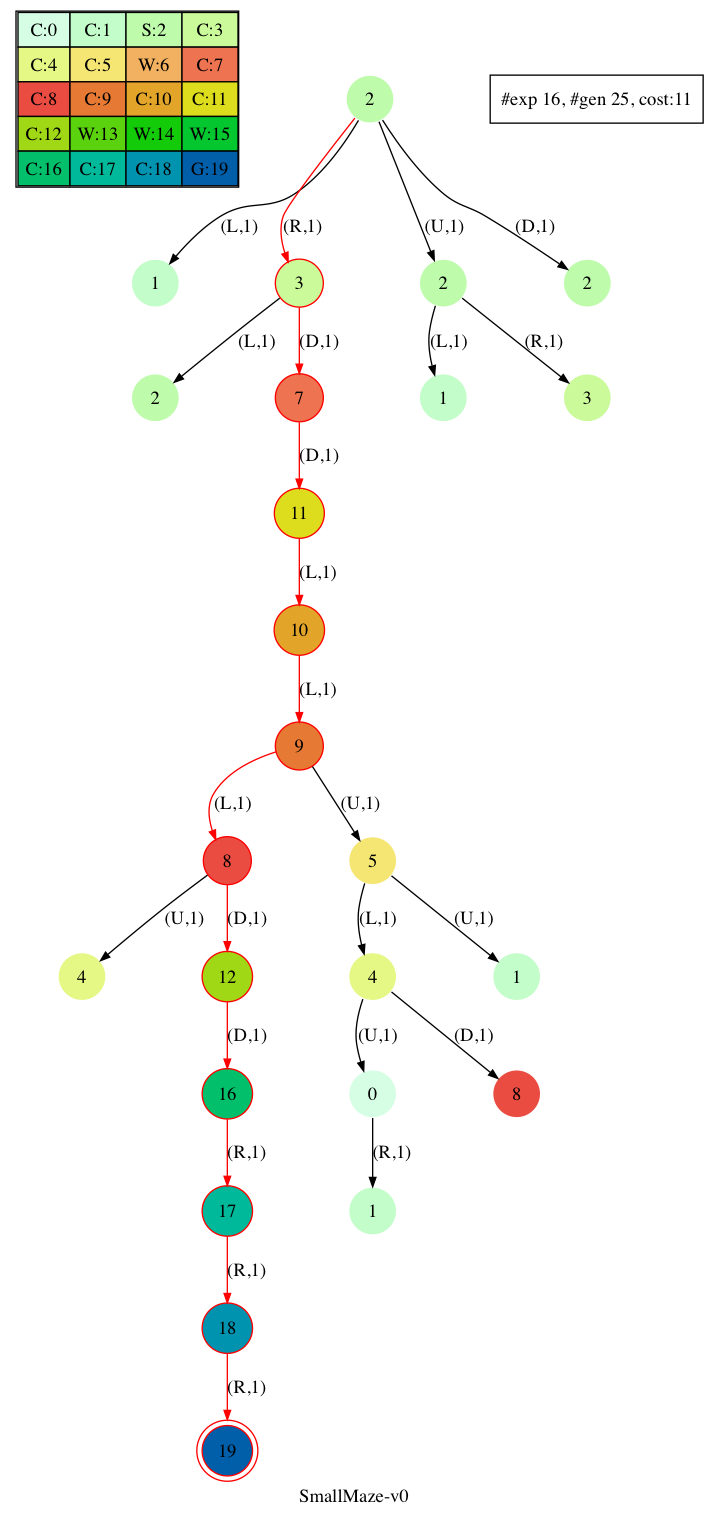 C:0 C:1 S:2 C:3
C:4 C:5 W:6 C:7
C:8 C:9 C:10 C:11
C:12 W:13 W:14 W:15
C:16 C:17 C:18 G:19
#exp 16, #gen 25, cost:11
2
(L,1) (R,1) (U,1) (D,1)
1 3 2 2
(L,1) (D,1) (L,1) (R,1)
2 7 1 3
(D,1)
11
(L,1)
10
(L,1)
9
(L,1) (U,1)
8 5
(U,1) (D,1) (L,1) (U,1)
4 12 4 1
(D,1) (U,1) (D,1)
16 0 8
(R,1) (R,1)
17 1
(R,1)
18
(R,1)
19
SmallMaze-v0